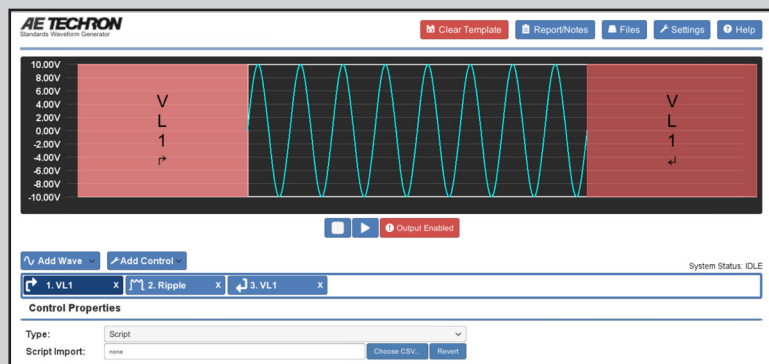 AE TECHRON
Standards Waveform Generator
Clear Template
Report/Notes
Files
Settings
Help
10.00V
8.00V
6.00V
4.00V
2.00V
0.00V
-2.00V
-4.00V
-6.00V
-8.00V
-10.00V
V
L
1
V
L
1
Output Enabled
Add Wave
Add Control
System Status: IDLE
1. VL1 x
2. Ripple x
3. VL1 x
Control Properties
Type: Script
Script Import: none Choose CSV... Revert